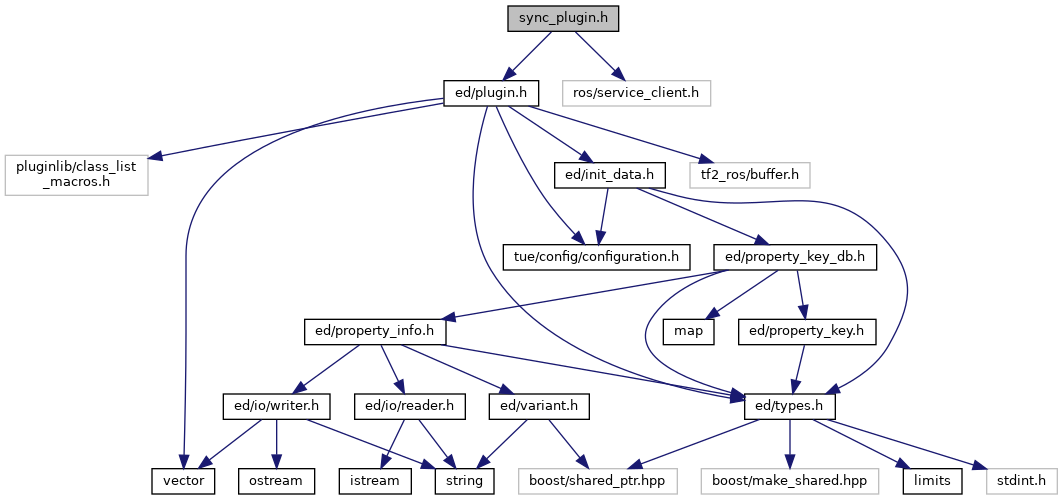 sync_plugin.h
ed/plugin.h
ros/service_client.h
pluginlib/class_list
_macros.h
ed/init_data.h
tf2_ros/buffer.h
tue/config/configuration.h
ed/property_key_db.h
ed/property_info.h
map
ed/property_key.h
ed/io/writer.h
ed/io/reader.h
ed/variant.h
ed/types.h
vector
ostream
istream
string
boost/shared_ptr.hpp
boost/make_shared.hpp
limits
stdint.h